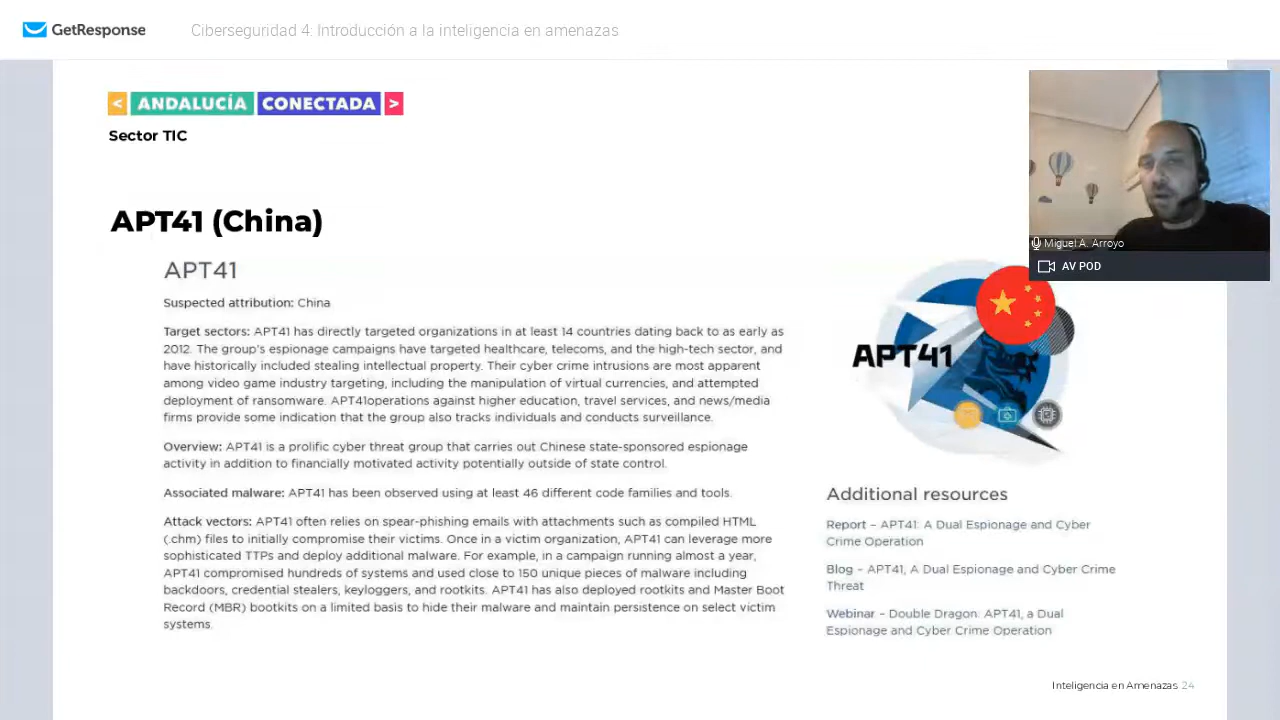 GetResponse
Ciberseguridad 4: Introducción a la inteligencia en amenazas
< ANDALUCÍA CONECTADA >
Sector TIC
APT41 (China)
APT41
Suspected attribution: China
Target sectors: APT41 has directly targeted organizations in at least 14 countries dating back to as early as
2012. The group's espionage campaigns have targeted healthcare, telecoms, and the high-tech sector, and
have historically included stealing intellectual property. Their cyber crime intrusions are most apparent
among video game industry targeting, including the manipulation of virtual currencies, and attempted
deployment of ransomware. APT41operations against higher education, travel services, and news/media
firms provide some indication that the group also tracks individuals and conducts surveillance.
Overview: APT41 is a prolific cyber threat group that carries out Chinese state-sponsored espionage
activity in addition to financially motivated activity potentially outside of state control.
Associated malware: APT41 has been observed using at least 46 different code families and tools.
Attack vectors: APT41 often relies on spear-phishing emails with attachments such as compiled HTML
(.chm) files to initially compromise their victims. Once in a victim organization, APT41 can leverage more
sophisticated TTPs and deploy additional malware. For example, in a campaign running almost a year,
APT41 compromised hundreds of systems and used close to 150 unique pieces of malware including
backdoors, credential stealers, keyloggers, and rootkits. APT41 has also deployed rootkits and Master Boot
Record (MBR) bootkits on a limited basis to hide their malware and maintain persistence on select victim
systems.
Miguel A. Arroyo
AV POD
APT41
Additional resources
Report – APT41: A Dual Espionage and Cyber
Crime Operation
Blog – APT41, A Dual Espionage and Cyber Crime
Threat
Webinar – Double Dragon: APT41, a Dual
Espionage and Cyber Crime Operation
Inteligencia en Amenazas 24